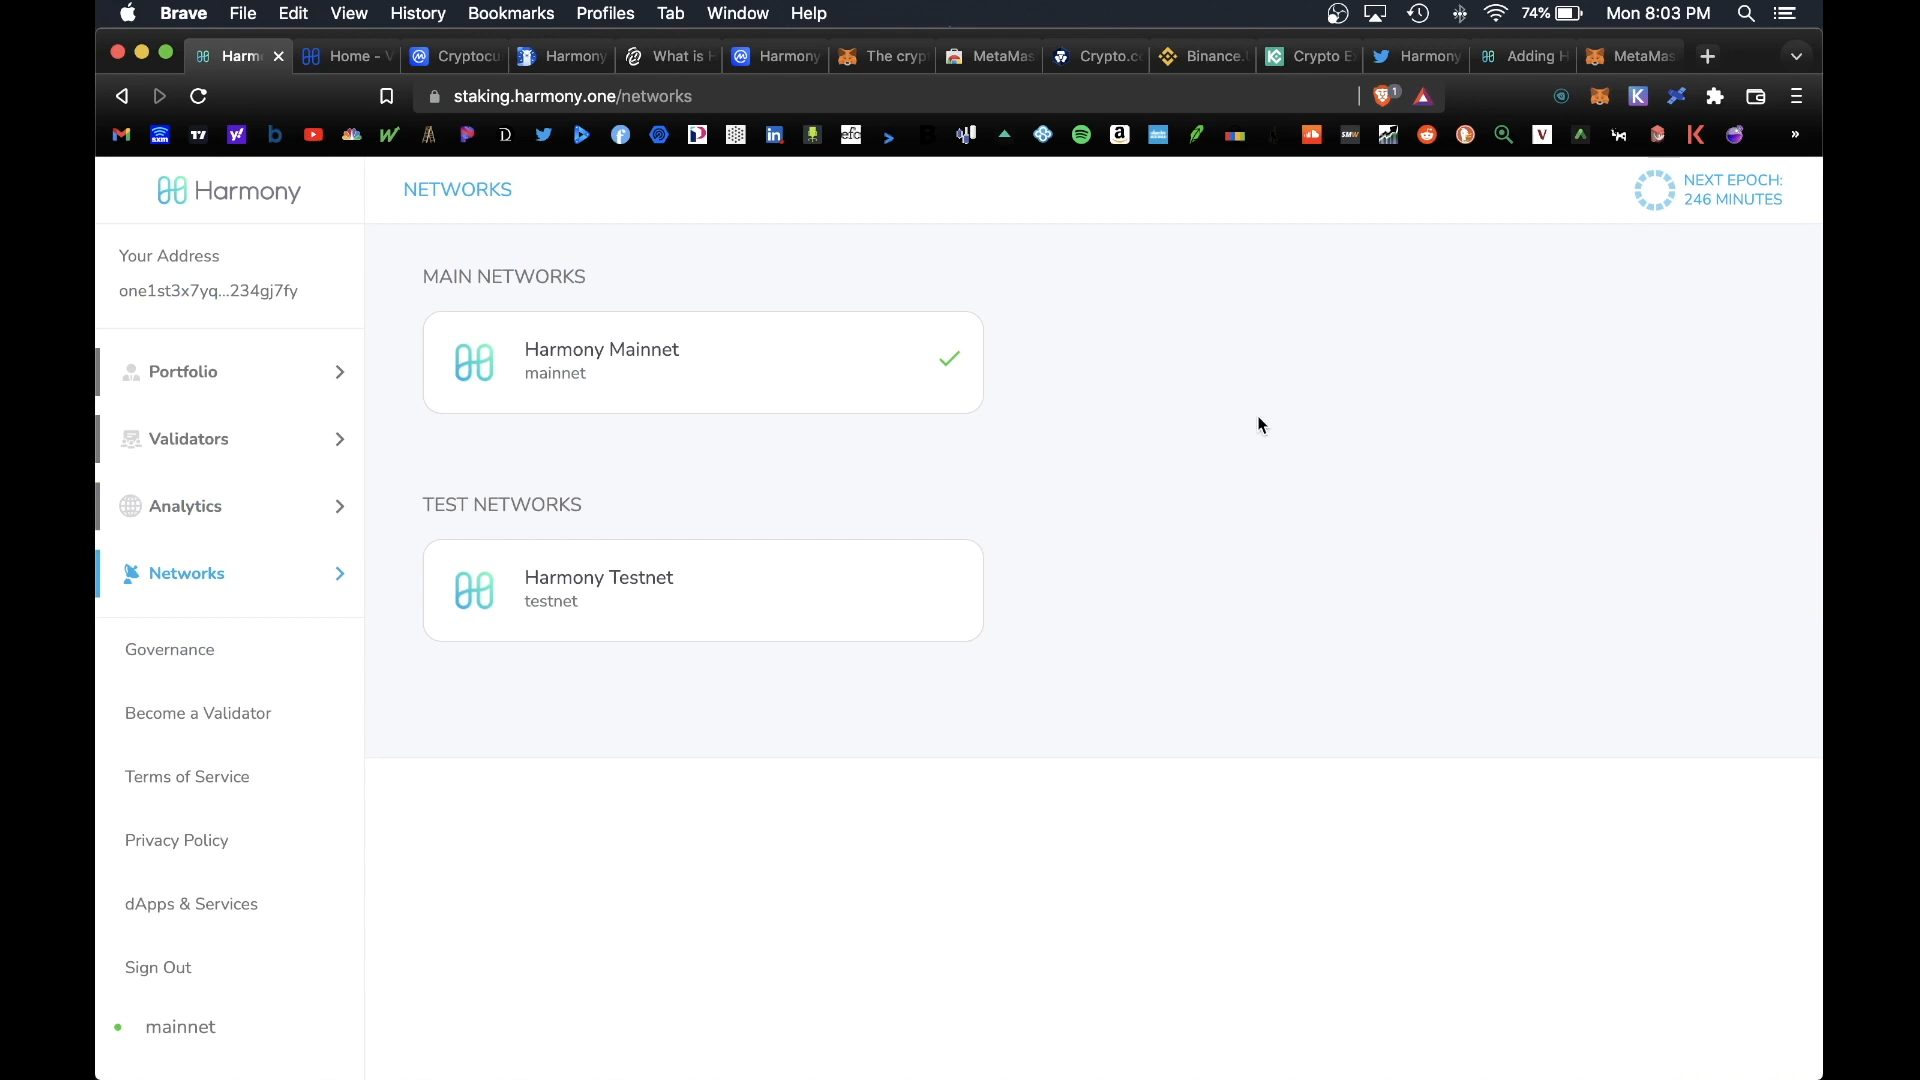 Brave File Edit View History Bookmarks Profiles Tab Window Help 74% Mon 8:03 PM
Harm Home - V Cryptocu Harmony What is H Harmony The cryp MetaMas Crypto.c Binance. Crypto E Harmony Adding H MetaMas
staking.harmony.one/networks 1
Harmony
NETWORKS
NEXT EPOCH:
246 MINUTES
Your Address
one1st3x7yq...234gj7fy
Portfolio
Validators
Analytics
Networks
Governance
Become a Validator
Terms of Service
Privacy Policy
dApps & Services
Sign Out
mainnet
MAIN NETWORKS
Harmony Mainnet
mainnet
TEST NETWORKS
Harmony Testnet
testnet